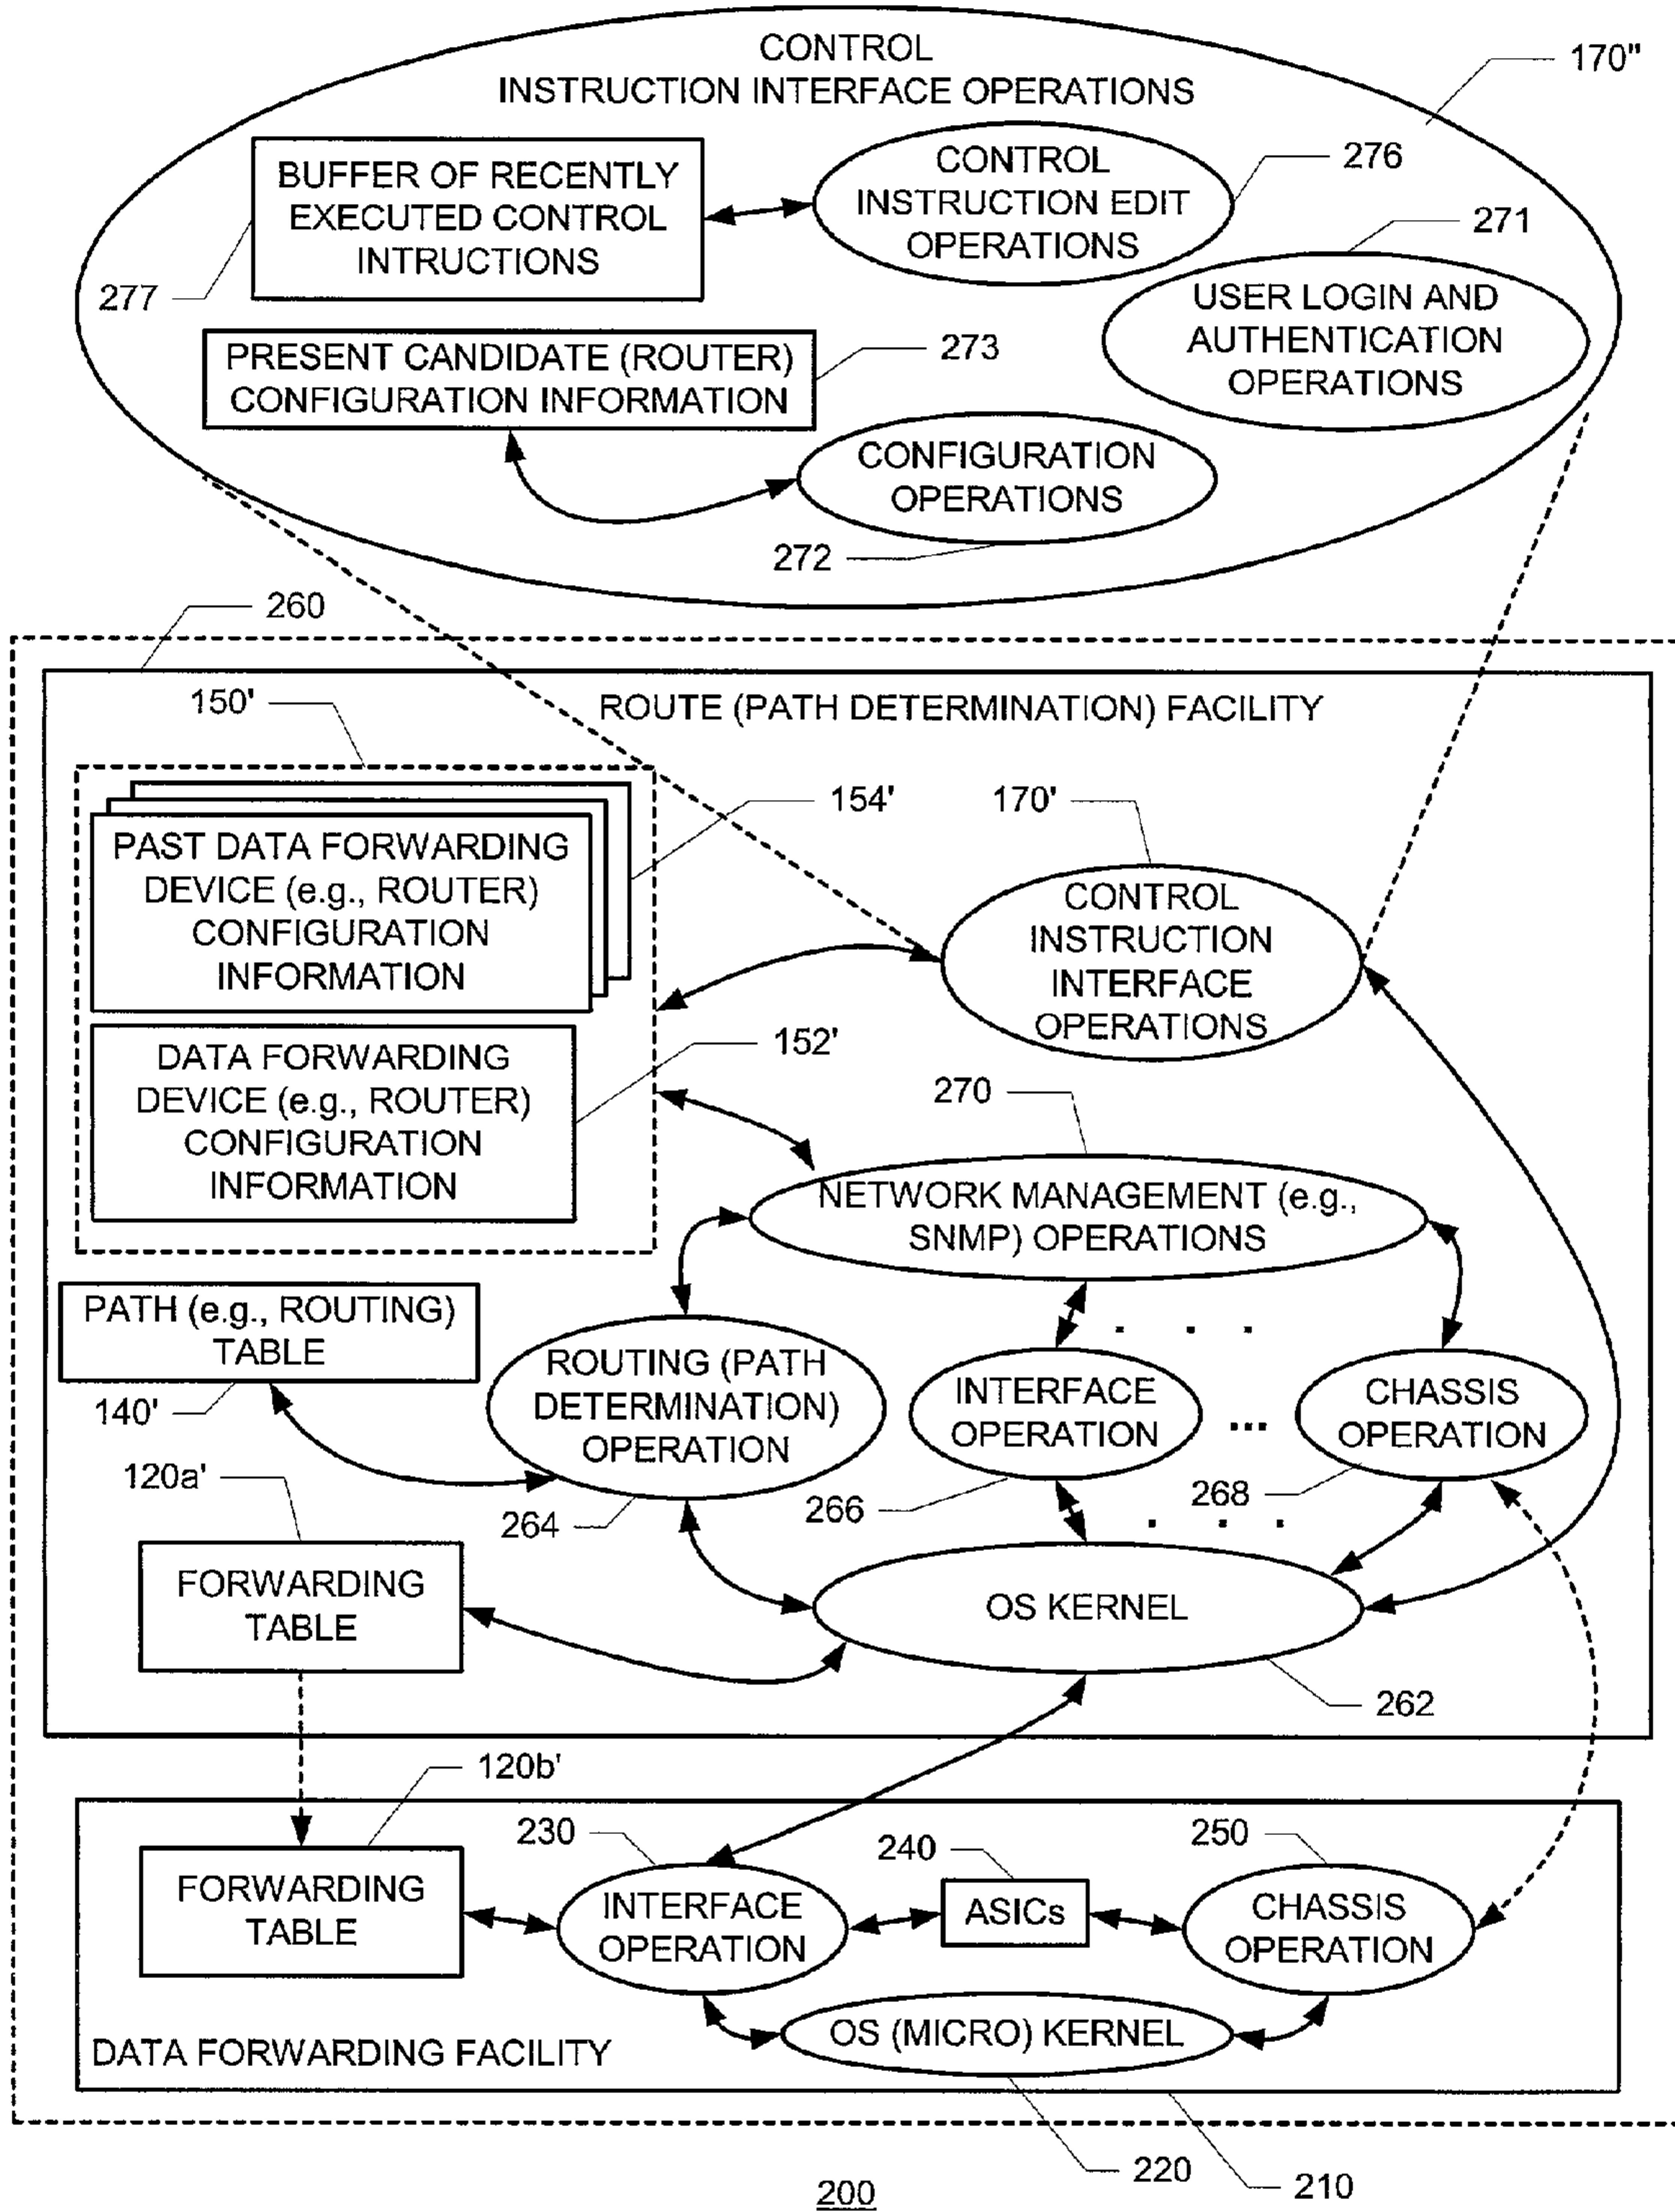 CONTROL
INSTRUCTION INTERFACE OPERATIONS
170"
BUFFER OF RECENTLY
EXECUTED CONTROL
INTRUCTIONS
277
CONTROL
INSTRUCTION EDIT
OPERATIONS
276
271
USER LOGIN AND
AUTHENTICATION
OPERATIONS
PRESENT CANDIDATE (ROUTER)
CONFIGURATION INFORMATION
273
CONFIGURATION
OPERATIONS
272
260
ROUTE (PATH DETERMINATION) FACILITY
150'
154'
170'
PAST DATA FORWARDING
DEVICE (e.g., ROUTER)
CONFIGURATION
INFORMATION
CONTROL
INSTRUCTION
INTERFACE
OPERATIONS
152'
DATA FORWARDING
DEVICE (e.g., ROUTER)
CONFIGURATION
INFORMATION
270
NETWORK MANAGEMENT (e.g.,
SNMP) OPERATIONS
PATH (e.g., ROUTING)
TABLE
140'
ROUTING (PATH
DETERMINATION)
OPERATION
264
. . .
INTERFACE
OPERATION
266
...
CHASSIS
OPERATION
268
. . .
120a'
FORWARDING
TABLE
OS KERNEL
262
120b'
FORWARDING
TABLE
230
INTERFACE
OPERATION
240
ASICs
250
CHASSIS
OPERATION
OS (MICRO) KERNEL
DATA FORWARDING FACILITY
220
210
200